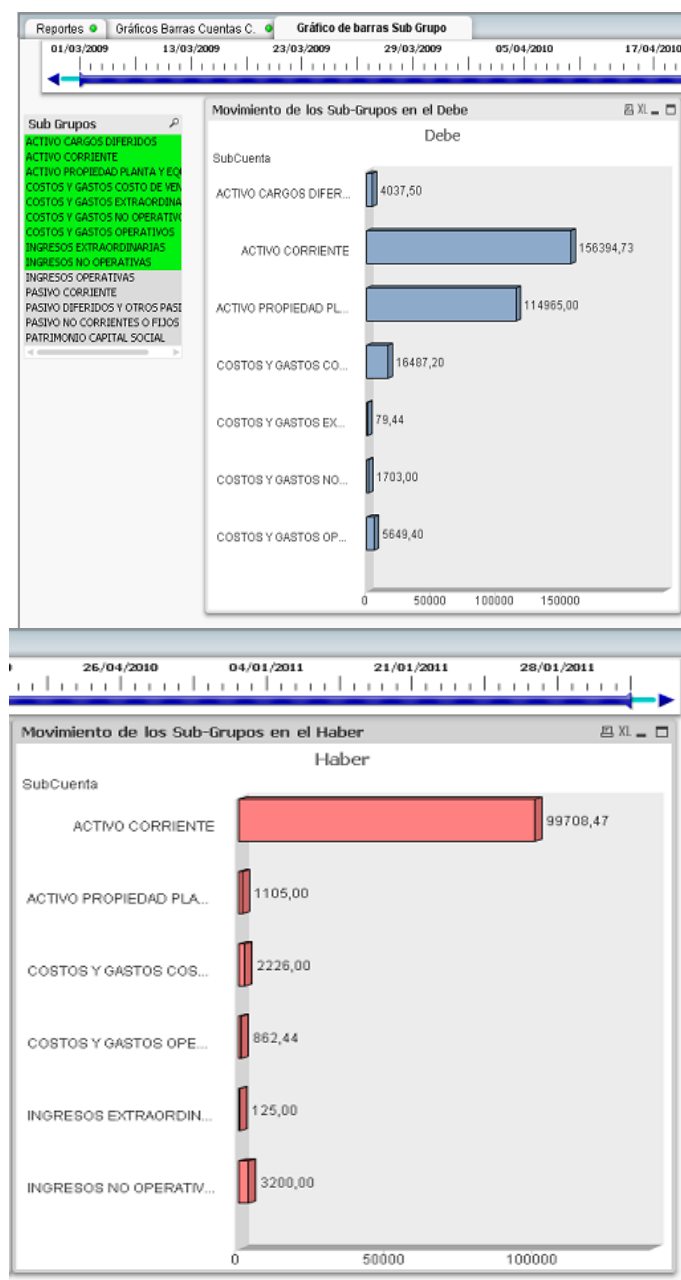 Reportes Gráficos Barras Cuentas C. Gráfico de barras Sub Grupo
01/03/2009 13/03/2009 23/03/2009 29/03/2009 05/04/2010 17/04/2010
Sub Grupos
ACTIVO CARGOS DIFERIDOS
ACTIVO CORRIENTE
ACTIVO PROPIEDAD PLANTA Y EQU
COSTOS Y GASTOS COSTO DE VEN
COSTOS Y GASTOS EXTRAORDINA
COSTOS Y GASTOS NO OPERATIVO
COSTOS Y GASTOS OPERATIVOS
INGRESOS EXTRAORDINARIAS
INGRESOS NO OPERATIVAS
INGRESOS OPERATIVAS
PASIVO CORRIENTE
PASIVO DIFERIDOS Y OTROS PASI
PASIVO NO CORRIENTES O FIJOS
PATRIMONIO CAPITAL SOCIAL
Movimiento de los Sub-Grupos en el Debe XL
Debe
SubCuenta
ACTIVO CARGOS DIFER... 4037,50
ACTIVO CORRIENTE 156394,73
ACTIVO PROPIEDAD PL... 114965,00
COSTOS Y GASTOS CO... 16487,20
COSTOS Y GASTOS EX... 79,44
COSTOS Y GASTOS NO... 1703,00
COSTOS Y GASTOS OP... 5649,40
0 50000 100000 150000
26/04/2010 04/01/2011 21/01/2011 28/01/2011
Movimiento de los Sub-Grupos en el Haber XL
Haber
SubCuenta
ACTIVO CORRIENTE 99708,47
ACTIVO PROPIEDAD PLA... 1105,00
COSTOS Y GASTOS COS... 2226,00
COSTOS Y GASTOS OPE... 862,44
INGRESOS EXTRAORDIN... 125,00
INGRESOS NO OPERATIV... 3200,00
0 50000 100000